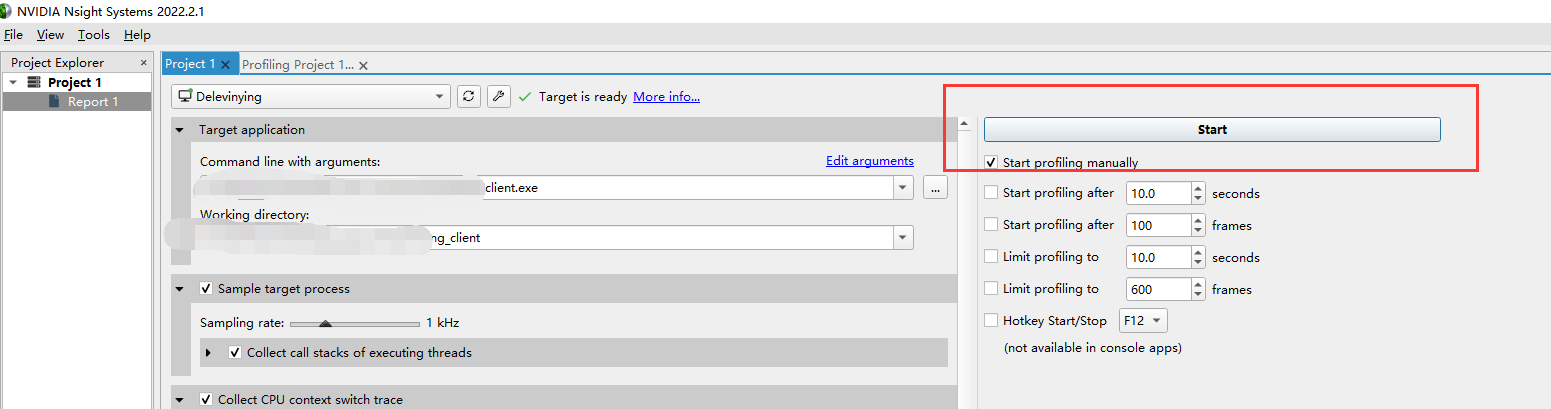 NVIDIA Nsight Systems 2022.2.1
File View Tools Help
Project Explorer ×
Project 1
Report 1
Project 1 × Profiling Project 1... ×
Delevinying Target is ready More info...
Target application
Command line with arguments: Edit arguments
client.exe ...
Working directory:
ng_client
Sample target process
Sampling rate: 1 kHz
Collect call stacks of executing threads
Collect CPU context switch trace
Start
Start profiling manually
Start profiling after 10.0 seconds
Start profiling after 100 frames
Limit profiling to 10.0 seconds
Limit profiling to 600 frames
Hotkey Start/Stop F12
(not available in console apps)